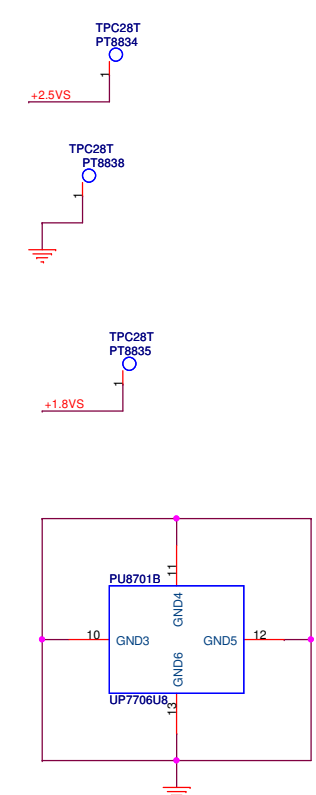 TPC28T
PT8834
1
+2.5VS
TPC28T
PT8838
1
TPC28T
PT8835
1
+1.8VS
11
PU8701B
GND4
10
GND3
GND5
12
GND6
UP7706U8
13